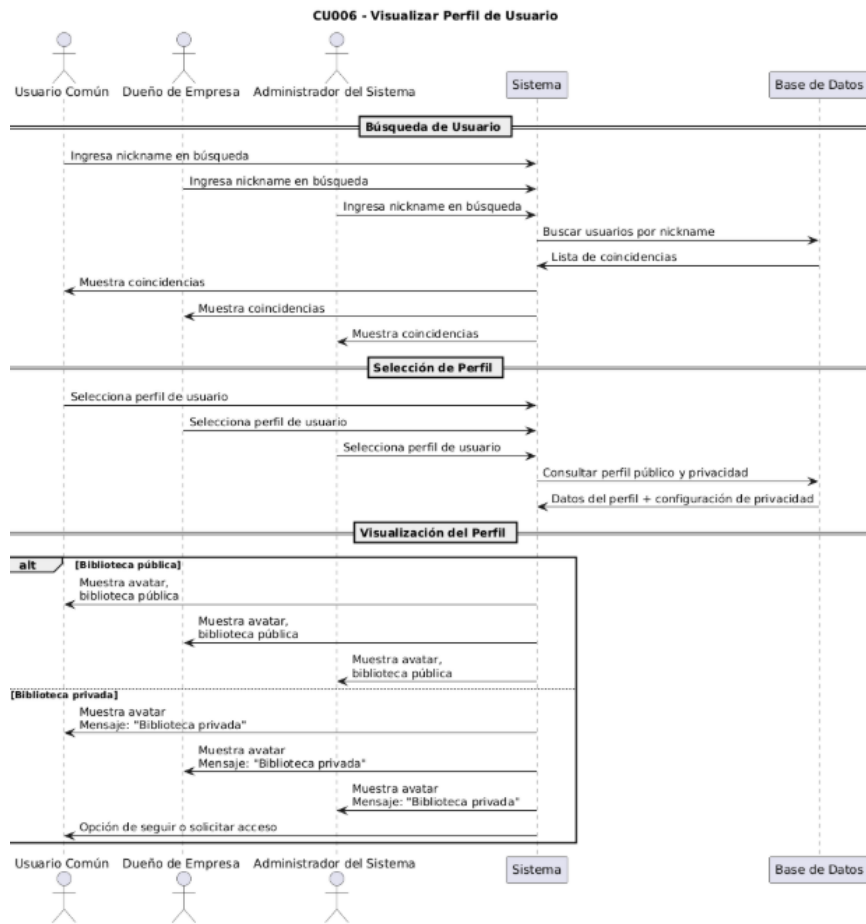 CU006 - Visualizar Perfil de Usuario
Usuario Común
Dueño de Empresa
Administrador del Sistema
Sistema
Base de Datos
Búsqueda de Usuario
Ingresa nickname en búsqueda
Ingresa nickname en búsqueda
Ingresa nickname en búsqueda
Buscar usuarios por nickname
Lista de coincidencias
Muestra coincidencias
Muestra coincidencias
Muestra coincidencias
Selección de Perfil
Selecciona perfil de usuario
Selecciona perfil de usuario
Selecciona perfil de usuario
Consultar perfil público y privacidad
Datos del perfil + configuración de privacidad
Visualización del Perfil
alt
[Biblioteca pública]
Muestra avatar,
biblioteca pública
Muestra avatar,
biblioteca pública
Muestra avatar,
biblioteca pública
[Biblioteca privada]
Muestra avatar
Mensaje: "Biblioteca privada"
Muestra avatar
Mensaje: "Biblioteca privada"
Muestra avatar
Mensaje: "Biblioteca privada"
Opción de seguir o solicitar acceso
Usuario Común
Dueño de Empresa
Administrador del Sistema
Sistema
Base de Datos